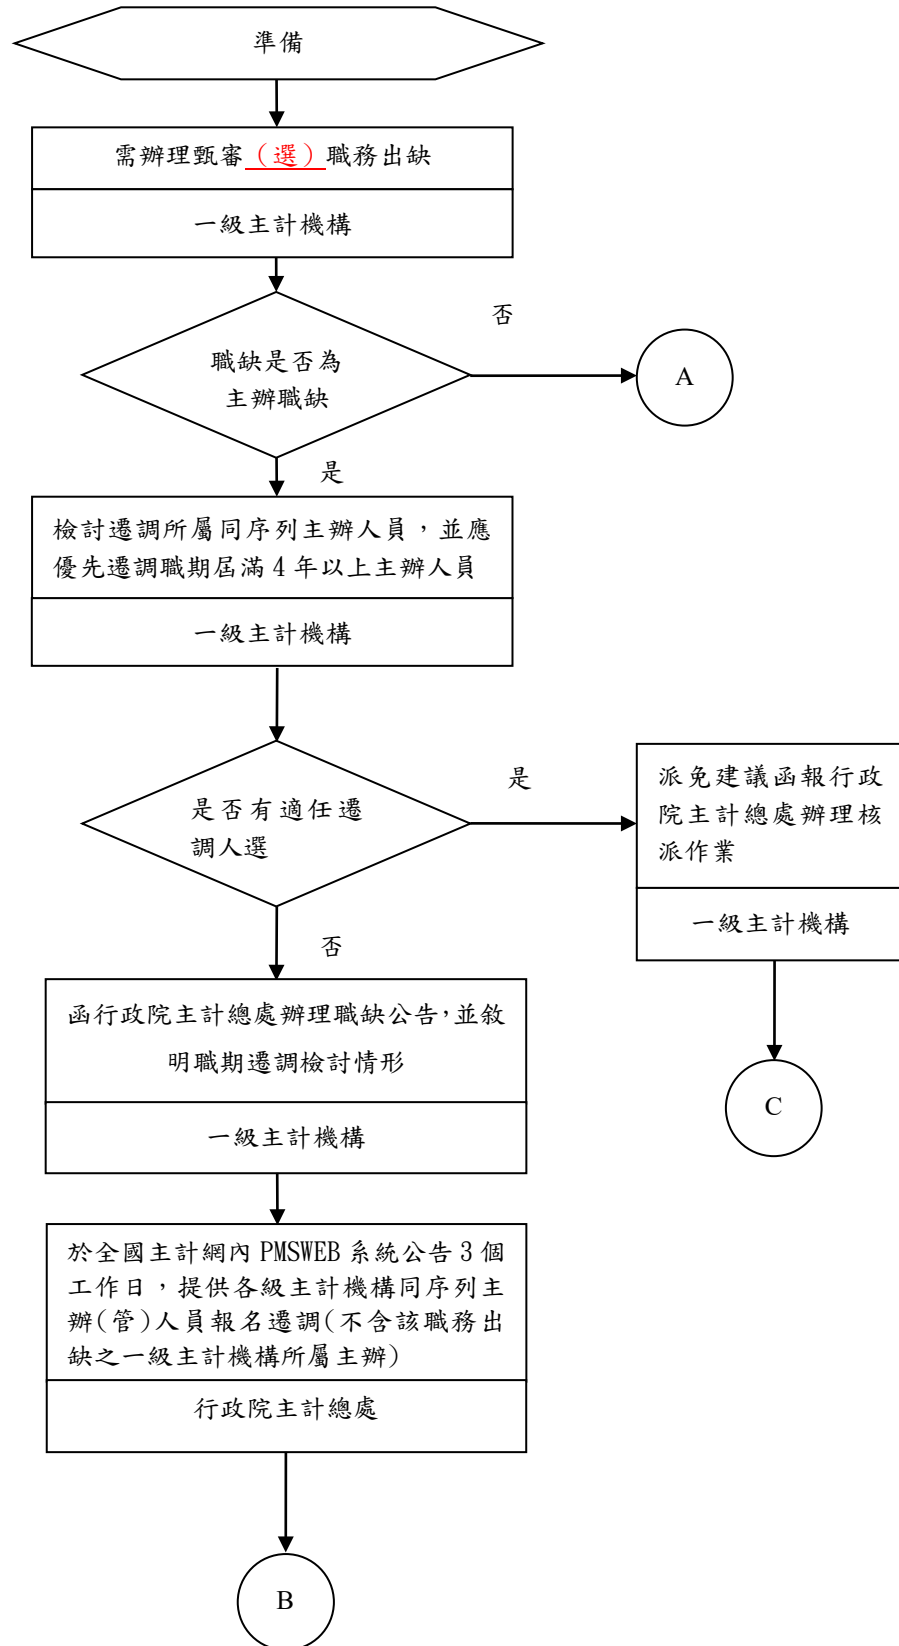 準備
需辦理甄審（選）職務出缺
一級主計機構
否
職缺是否為
主辦職缺
A
是
檢討遷調所屬同序列主辦人員，並應
優先遷調職期屆滿4年以上主辦人員
一級主計機構
是
是否有適任遷
調人選
派免建議函報行政
院主計總處辦理核
派作業
一級主計機構
否
函行政院主計總處辦理職缺公告,並敘
明職期遷調檢討情形
一級主計機構
C
於全國主計網內 PMSWEB 系統公告3個
工作日，提供各級主計機構同序列主
辦(管)人員報名遷調(不含該職務出
缺之一級主計機構所屬主辦)
行政院主計總處
B